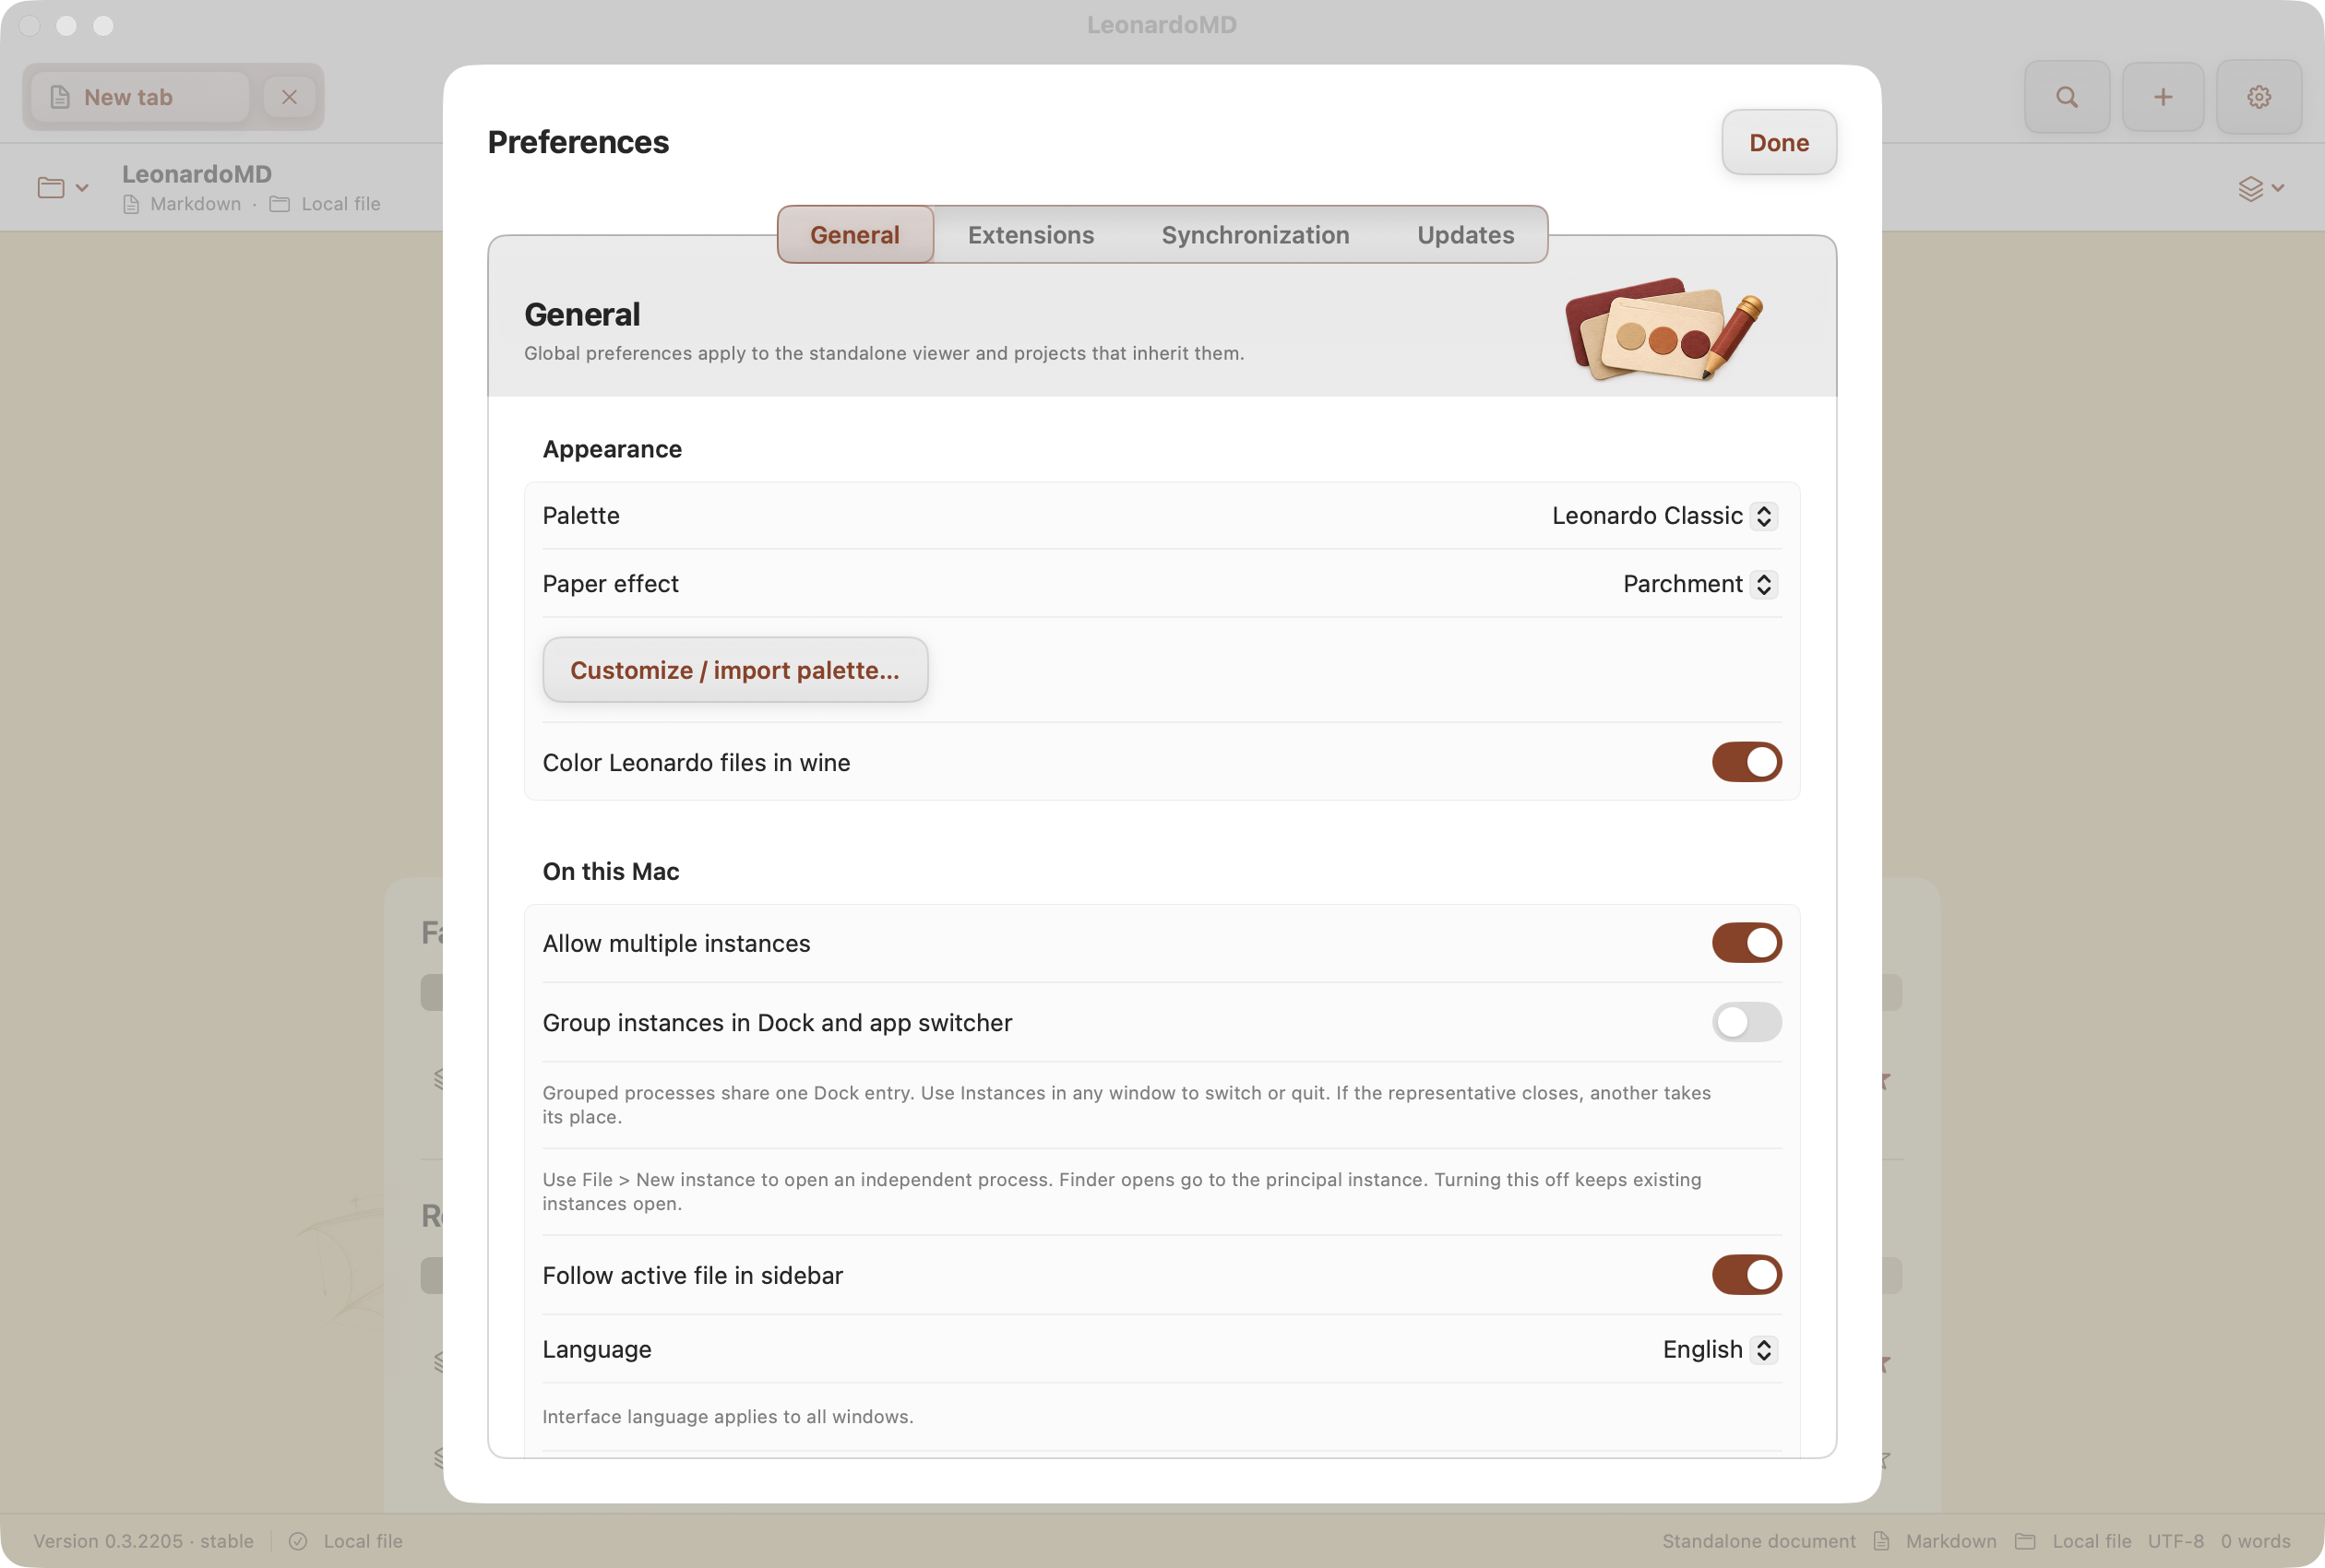 LeonardoMD
New tab
LeonardoMD
Markdown · Local file
Preferences
Done
General
Extensions
Synchronization
Updates
General
Global preferences apply to the standalone viewer and projects that inherit them.
Appearance
Palette
Leonardo Classic
Paper effect
Parchment
Customize / import palette...
Color Leonardo files in wine
On this Mac
Allow multiple instances
Group instances in Dock and app switcher
Grouped processes share one Dock entry. Use Instances in any window to switch or quit. If the representative closes, another takes
its place.
Use File > New instance to open an independent process. Finder opens go to the principal instance. Turning this off keeps existing
instances open.
Follow active file in sidebar
Language
English
Interface language applies to all windows.
Version 0.3.2205 · stable
Local file
Standalone document
Markdown
Local file
UTF-8
0 words